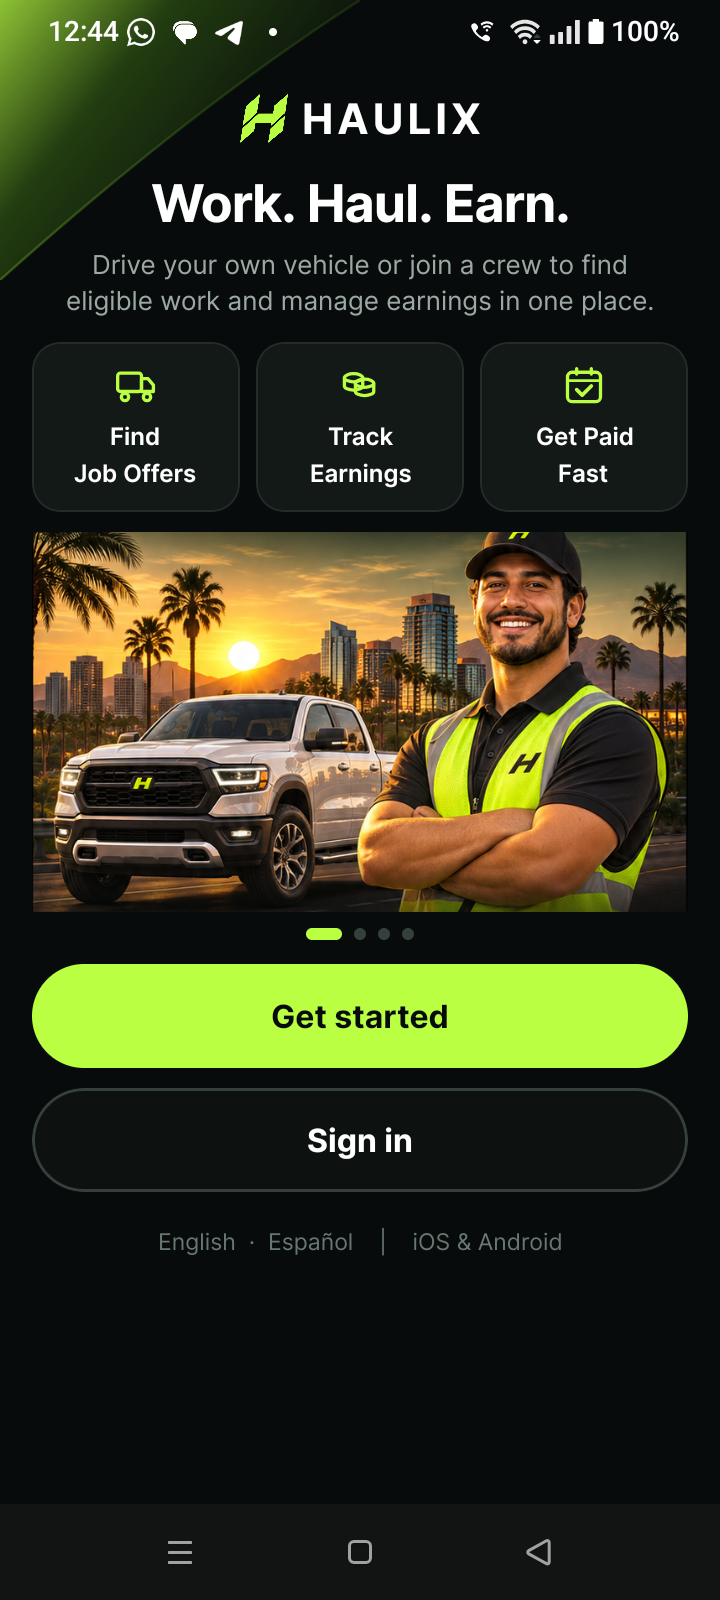 12:44
100%
HAULIX
Work. Haul. Earn.
Drive your own vehicle or join a crew to find
eligible work and manage earnings in one place.
Find
Job Offers
Track
Earnings
Get Paid
Fast
H
H
Get started
Sign in
English · Español | iOS & Android